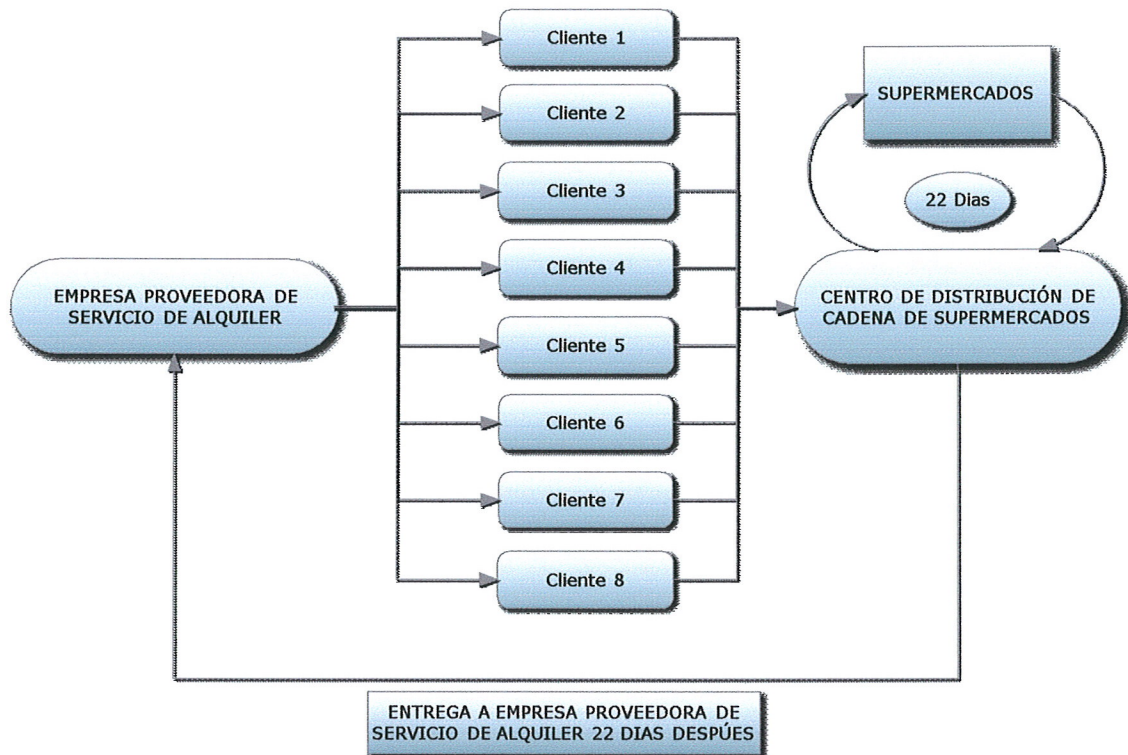 Cliente 1
Cliente 2
Cliente 3
Cliente 4
Cliente 5
Cliente 6
Cliente 7
Cliente 8
EMPRESA PROVEEDORA DE
SERVICIO DE ALQUILER
SUPERMERCADOS
22 Dias
CENTRO DE DISTRIBUCIÓN DE
CADENA DE SUPERMERCADOS
ENTREGA A EMPRESA PROVEEDORA DE
SERVICIO DE ALQUILER 22 DIAS DESPÚES